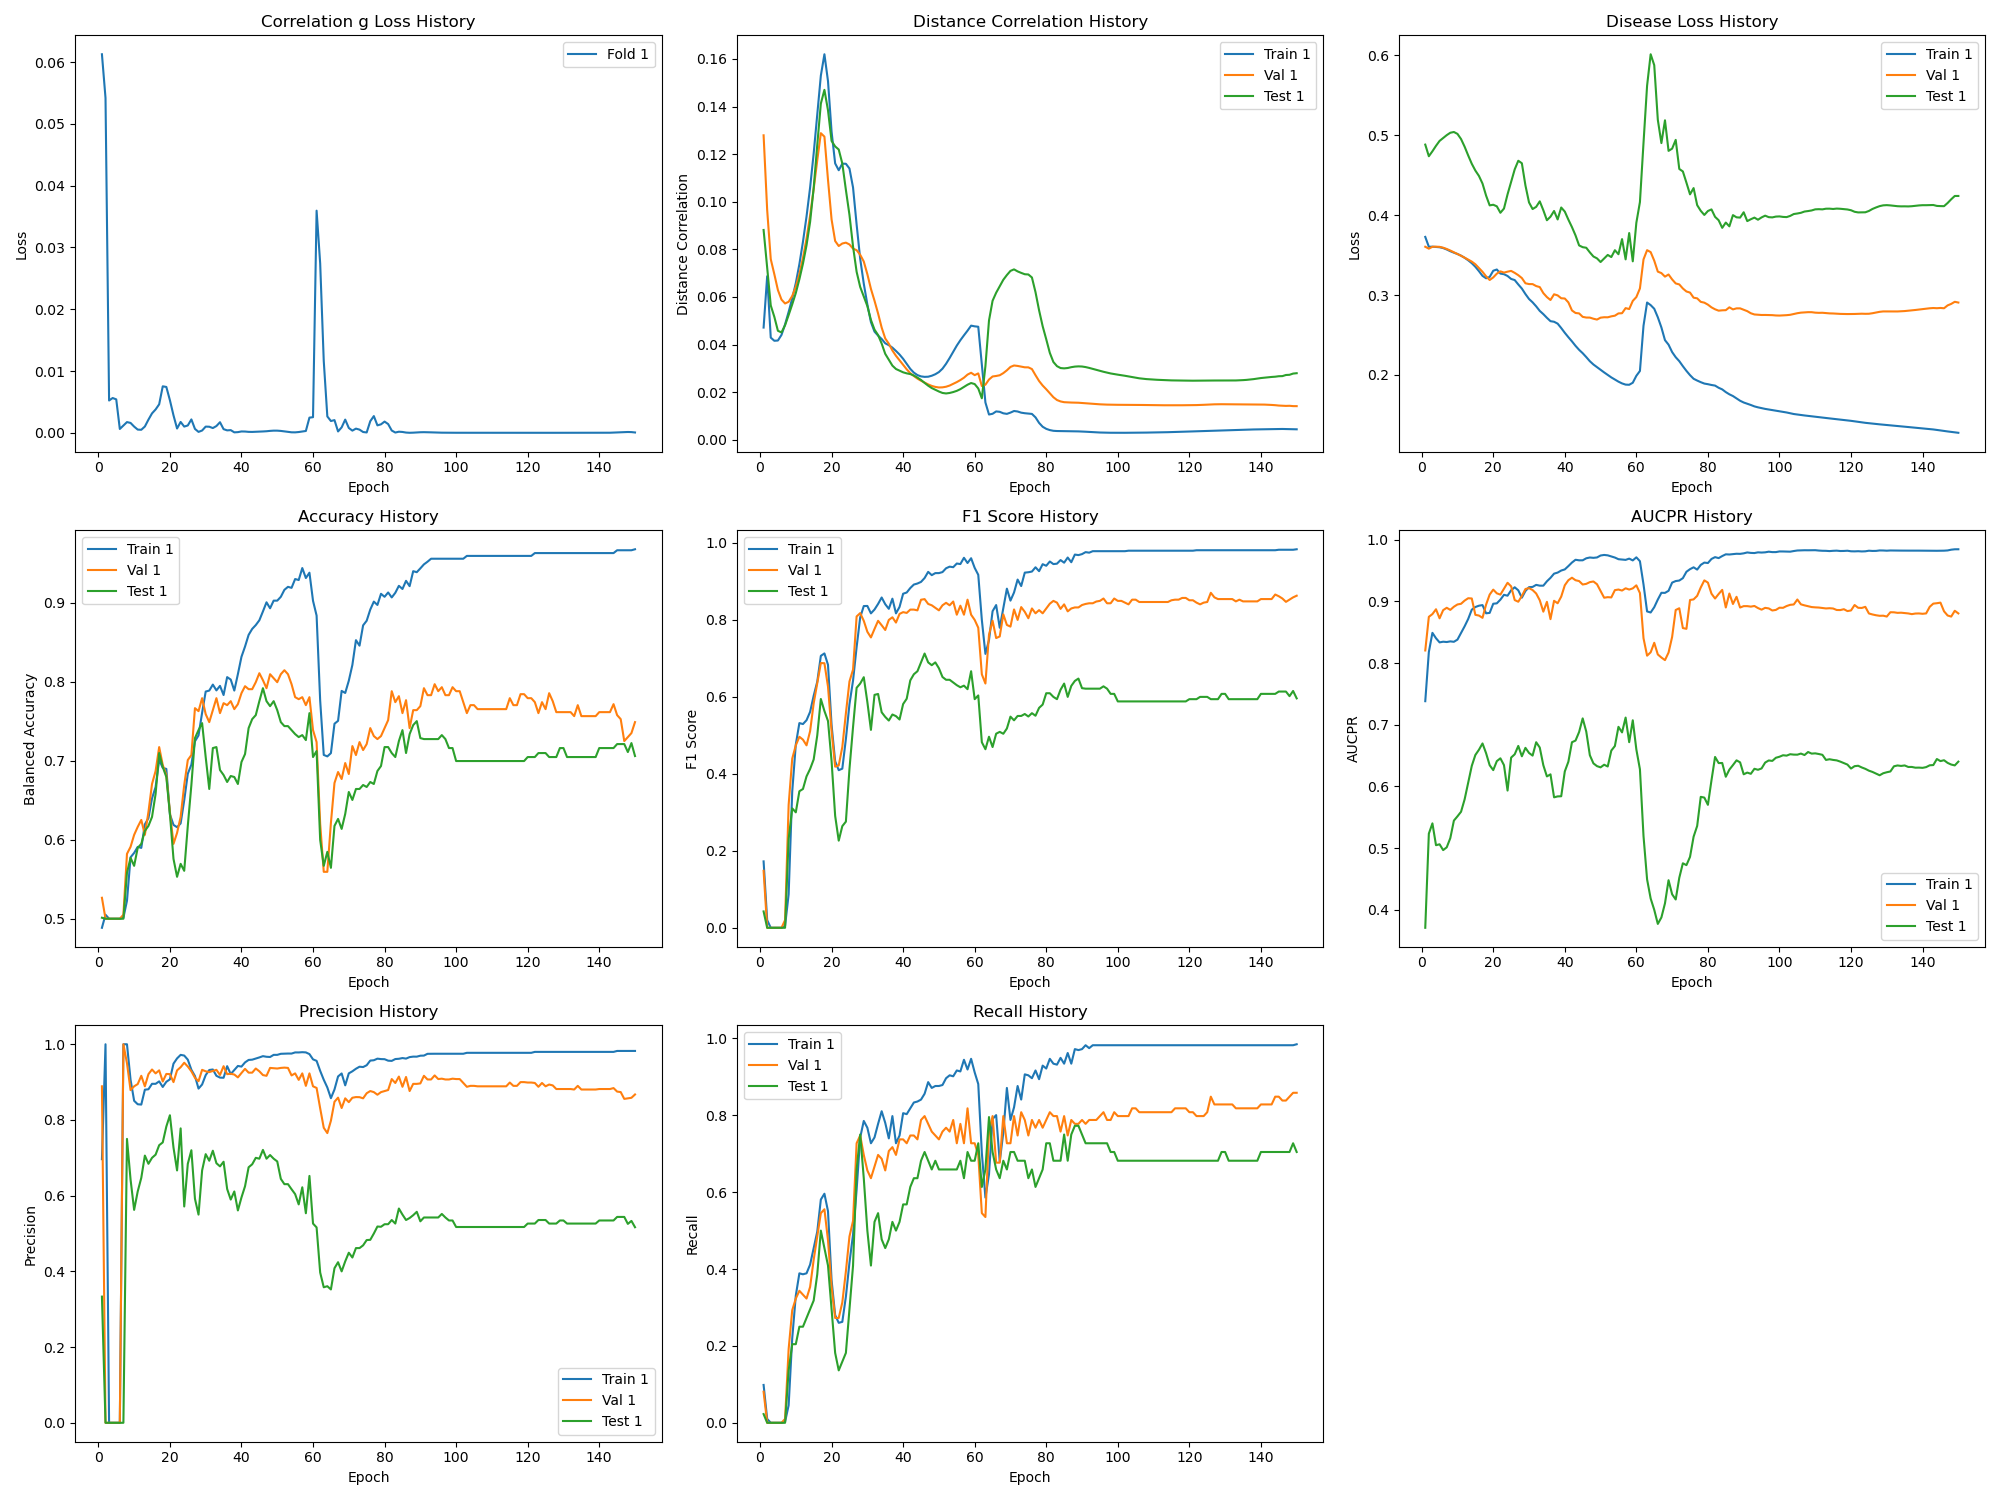 Correlation g Loss History
Loss
0.06
0.05
0.04
0.03
0.02
0.01
0.00
0 20 40 60 80 100 120 140
Epoch
Fold 1
Distance Correlation History
Distance Correlation
0.16
0.14
0.12
0.10
0.08
0.06
0.04
0.02
0.00
0 20 40 60 80 100 120 140
Epoch
Train 1
Val 1
Test 1
Disease Loss History
Loss
0.6
0.5
0.4
0.3
0.2
0 20 40 60 80 100 120 140
Epoch
Train 1
Val 1
Test 1
Accuracy History
Balanced Accuracy
0.9
0.8
0.7
0.6
0.5
0 20 40 60 80 100 120 140
Epoch
Train 1
Val 1
Test 1
F1 Score History
F1 Score
1.0
0.8
0.6
0.4
0.2
0.0
0 20 40 60 80 100 120 140
Epoch
Train 1
Val 1
Test 1
AUCPR History
AUCPR
1.0
0.9
0.8
0.7
0.6
0.5
0.4
0 20 40 60 80 100 120 140
Epoch
Train 1
Val 1
Test 1
Precision History
Precision
1.0
0.8
0.6
0.4
0.2
0.0
0 20 40 60 80 100 120 140
Epoch
Train 1
Val 1
Test 1
Recall History
Recall
1.0
0.8
0.6
0.4
0.2
0.0
0 20 40 60 80 100 120 140
Epoch
Train 1
Val 1
Test 1